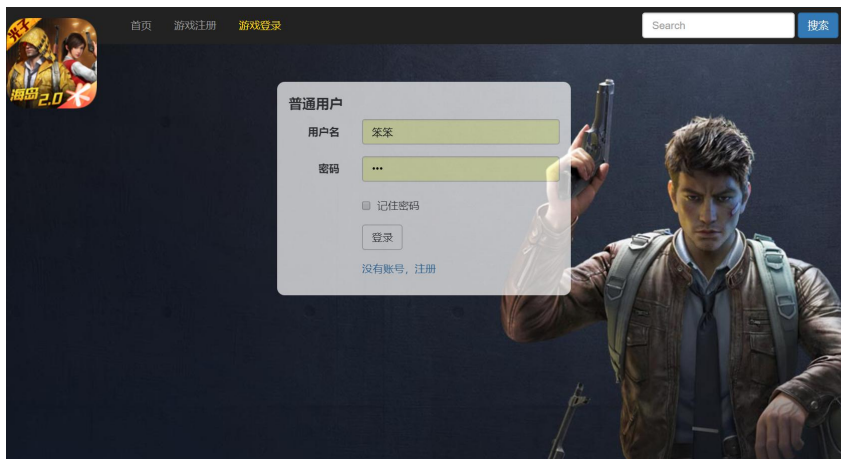 光子
海岛2.0
首页 游戏注册 游戏登录 Search 搜索
普通用户
用户名 笨笨
密码 •••
记住密码
登录
没有账号，注册